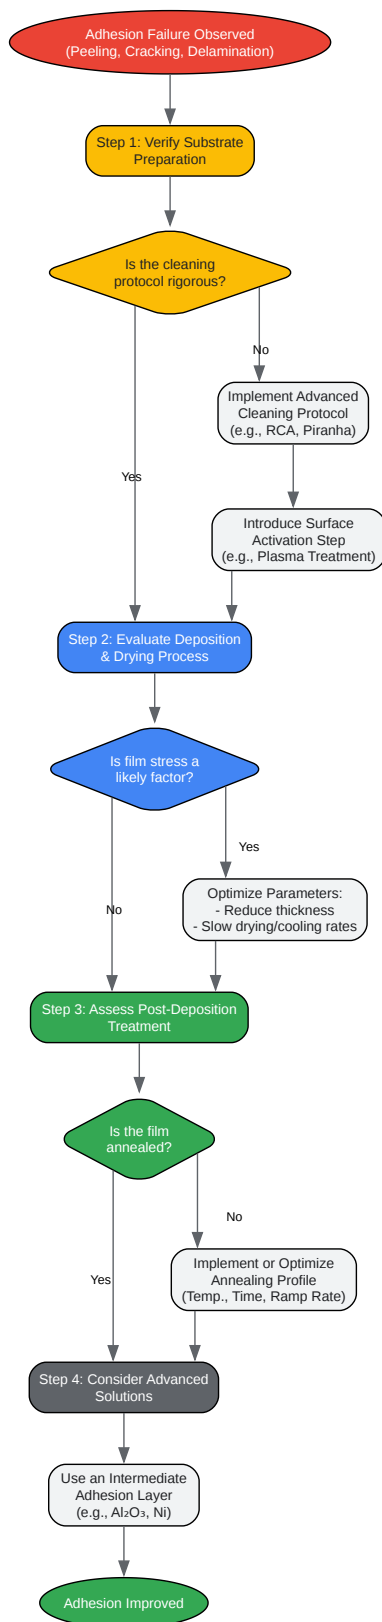 Adhesion Failure Observed
(Peeling, Cracking, Delamination)
Step 1: Verify Substrate
Preparation
Is the cleaning
protocol rigorous?
No
Implement Advanced
Cleaning Protocol
(e.g., RCA, Piranha)
Yes
Introduce Surface
Activation Step
(e.g., Plasma Treatment)
Step 2: Evaluate Deposition
& Drying Process
Is film stress a
likely factor?
Yes
Optimize Parameters:
- Reduce thickness
- Slow drying/cooling rates
No
Step 3: Assess Post-Deposition
Treatment
Is the film
annealed?
No
Implement or Optimize
Annealing Profile
(Temp., Time, Ramp Rate)
Yes
Step 4: Consider Advanced
Solutions
Use an Intermediate
Adhesion Layer
(e.g., Al₂O₃, Ni)
Adhesion Improved